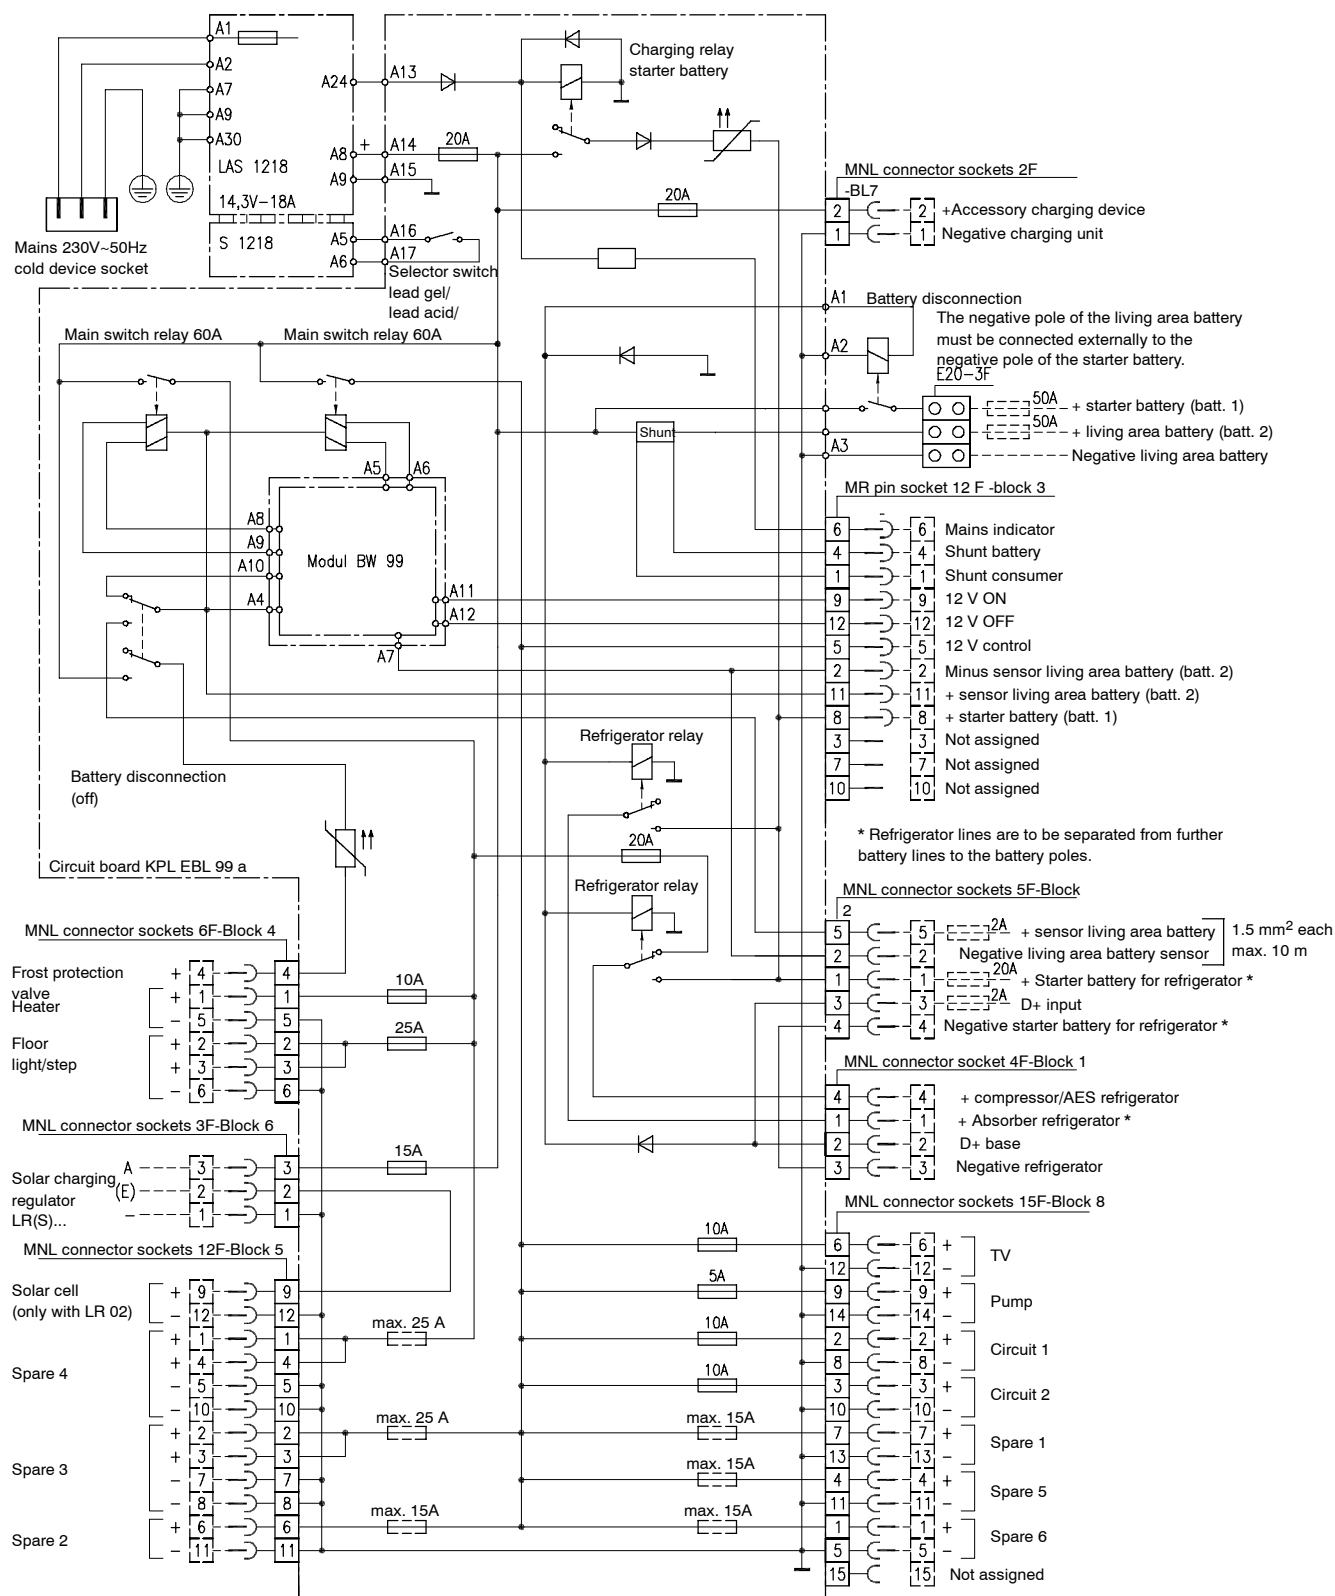 A1
A2
A7
A9
A30
LAS 1218
14,3V-18A
S 1218
A24
A8
A9
A5
A6
+
A13
A14
A15
A16
A17
20A
Charging relay
starter battery
Mains 230V~50Hz
cold device socket
Selector switch
lead gel/
lead acid/
MNL connector sockets 2F
-BL7
20A
2 2 +Accessory charging device
1 1 Negative charging unit
A1 Battery disconnection
The negative pole of the living area battery
must be connected externally to the
negative pole of the starter battery.
A2
E20-3F
50A + starter battery (batt. 1)
50A + living area battery (batt. 2)
A3 Negative living area battery
Main switch relay 60A
Main switch relay 60A
Shunt
A5 A6
A8
A9
A10
A4
A11
A12
A7
Modul BW 99
MR pin socket 12 F -block 3
6 6 Mains indicator
4 4 Shunt battery
1 1 Shunt consumer
9 9 12 V ON
12 12 12 V OFF
5 5 12 V control
2 2 Minus sensor living area battery (batt. 2)
11 11 + sensor living area battery (batt. 2)
8 8 + starter battery (batt. 1)
3 3 Not assigned
7 7 Not assigned
10 10 Not assigned
Battery disconnection
(off)
Refrigerator relay
20A
Refrigerator relay
* Refrigerator lines are to be separated from further
battery lines to the battery poles.
Circuit board KPL EBL 99 a
MNL connector sockets 5F-Block
2
5 5 2A + sensor living area battery
2 2 Negative living area battery sensor
1.5 mm2 each
max. 10 m
1 1 20A + Starter battery for refrigerator *
3 3 2A D+ input
4 4 Negative starter battery for refrigerator *
MNL connector sockets 6F-Block 4
Frost protection
valve
+ 4 4
Heater
+ 1 1 10A
- 5 5
Floor
light/step
+ 2 2 25A
+ 3 3
- 6 6
MNL connector socket 4F-Block 1
4 4 + compressor/AES refrigerator
1 1 + Absorber refrigerator *
2 2 D+ base
3 3 Negative refrigerator
MNL connector sockets 3F-Block 6
Solar charging
regulator
LR(S)...
A 3 3 15A
(E) 2 2
- 1 1
MNL connector sockets 12F-Block 5
Solar cell
(only with LR 02)
+ 9 9
- 12 12
Spare 4
+ 1 1 max. 25 A
+ 4 4
- 5 5
- 10 10
Spare 3
+ 2 2 max. 25 A
+ 3 3
- 7 7
- 8 8
Spare 2
+ 6 6 max. 15A
- 11 11
MNL connector sockets 15F-Block 8
10A 6 6 + TV
12 12 -
5A 9 9 + Pump
14 14 -
10A 2 2 + Circuit 1
8 8 -
10A 3 3 + Circuit 2
10 10 -
max. 15A 7 7 + Spare 1
13 13 -
max. 15A 4 4 + Spare 5
11 11 -
max. 15A 1 1 + Spare 6
5 5 -
15 15 Not assigned